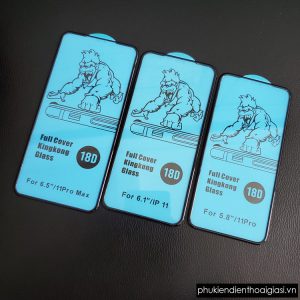 Full Cover
Kingkong
Glass
18D
For 6.5"/11Pro Max
Full Cover
Kingkong
Glass
18D
For 6.1"/IP 11
Full Cover
Kingkong
Glass
18D
For 5.8"/11Pro
phukiendienthoaigiasi.vn